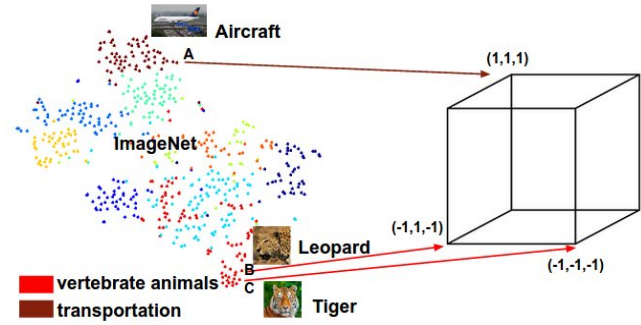 Aircraft
A
(1,1,1)
ImageNet
(-1,1,-1)
Leopard
B
C
(-1,-1,-1)
vertebrate animals
Tiger
transportation